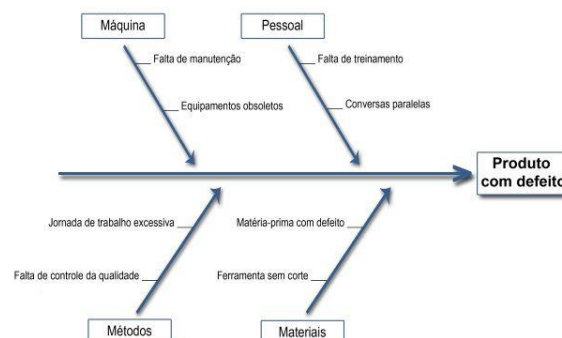 Máquina
Pessoal
Falta de manutenção
Falta de treinamento
Equipamentos obsoletos
Conversas paralelas
Produto
com defeito
Jornada de trabalho excessiva
Matéria-prima com defeito
Falta de controle da qualidade
Ferramenta sem corte
Métodos
Materiais